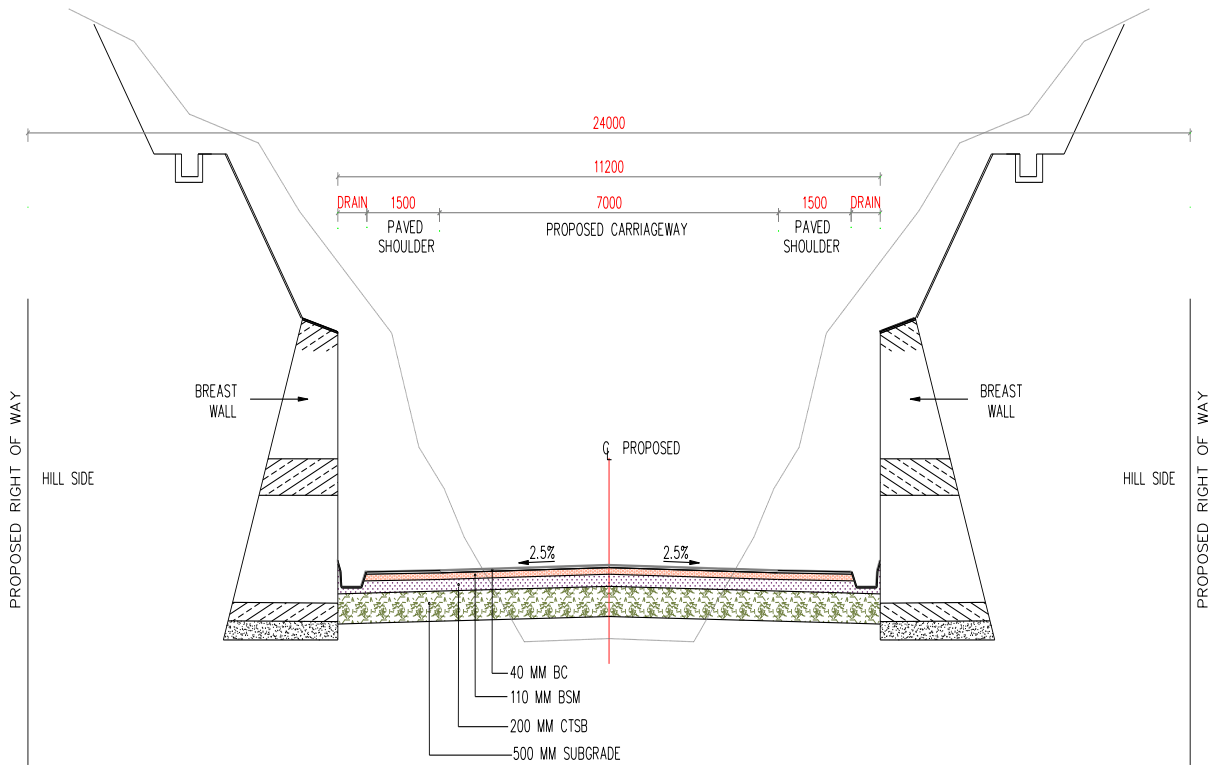 24000
11200
DRAIN 1500 7000 1500 DRAIN
PAVED
SHOULDER
PROPOSED CARRIAGEWAY
PAVED
SHOULDER
BREAST
WALL
BREAST
WALL
PROPOSED RIGHT OF WAY
HILL SIDE
℄ PROPOSED
HILL SIDE
PROPOSED RIGHT OF WAY
2.5% 2.5%
40 MM BC
110 MM BSM
200 MM CTSB
500 MM SUBGRADE